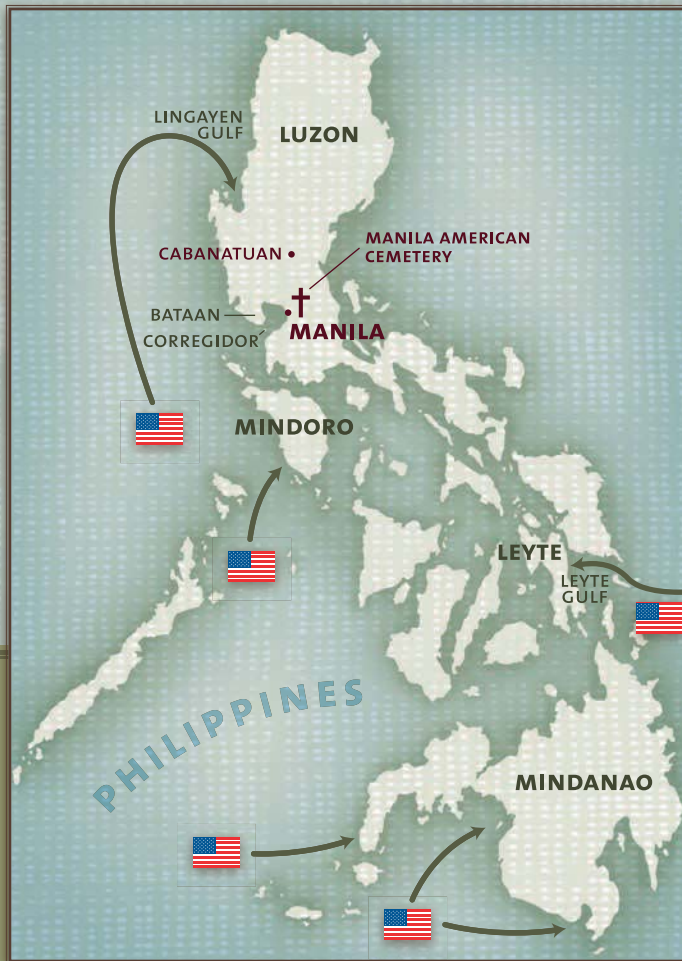 LINGAYEN
GULF
LUZON
MANILA AMERICAN
CEMETERY
CABANATUAN
BATAAN
CORREGIDOR
MANILA
MINDORO
LEYTE
LEYTE
GULF
PHILIPPINES
MINDANAO